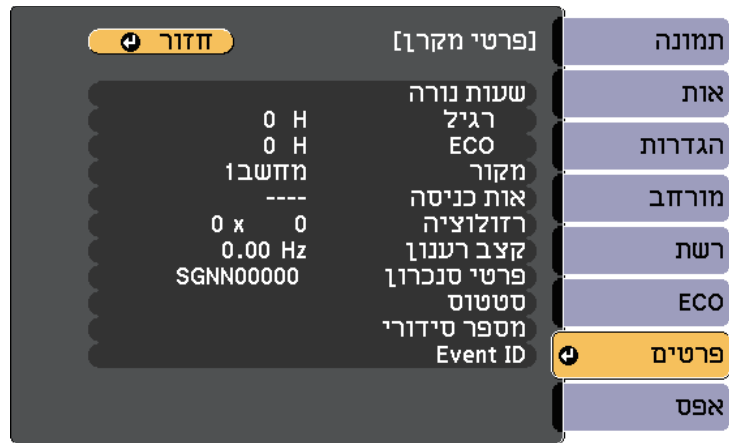 [פרטי מקרן] חזור
שעות נורה
רגיל 0 H
ECO 0 H
מקור מחשב1
אות כניסה ----
רזולוציה 0 x 0
קצב רענון 0.00 Hz
פרטי סנכרון SGNN00000
סטטוס
מספר סידורי
Event ID
תמונה
אות
הגדרות
מורחב
רשת
ECO
פרטים
אפס